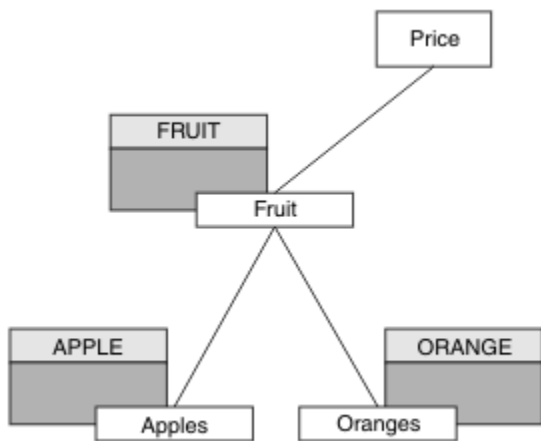 Price
FRUIT
Fruit
APPLE
ORANGE
Apples
Oranges